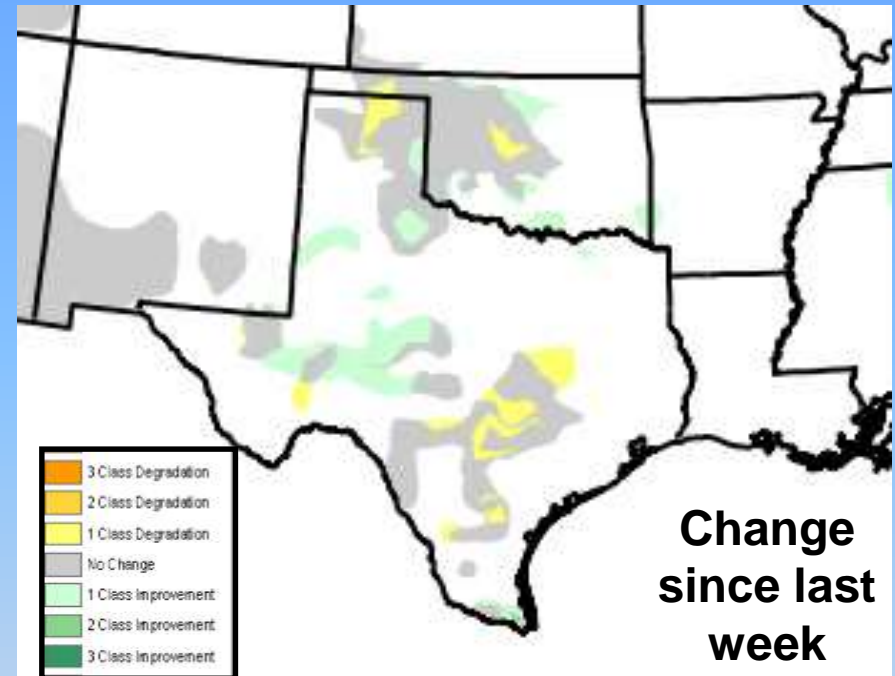 3 Class Degradation
2 Class Degradation
1 Class Degradation
No Change
1 Class Improvement
2 Class Improvement
3 Class Improvement
Change
since last
week